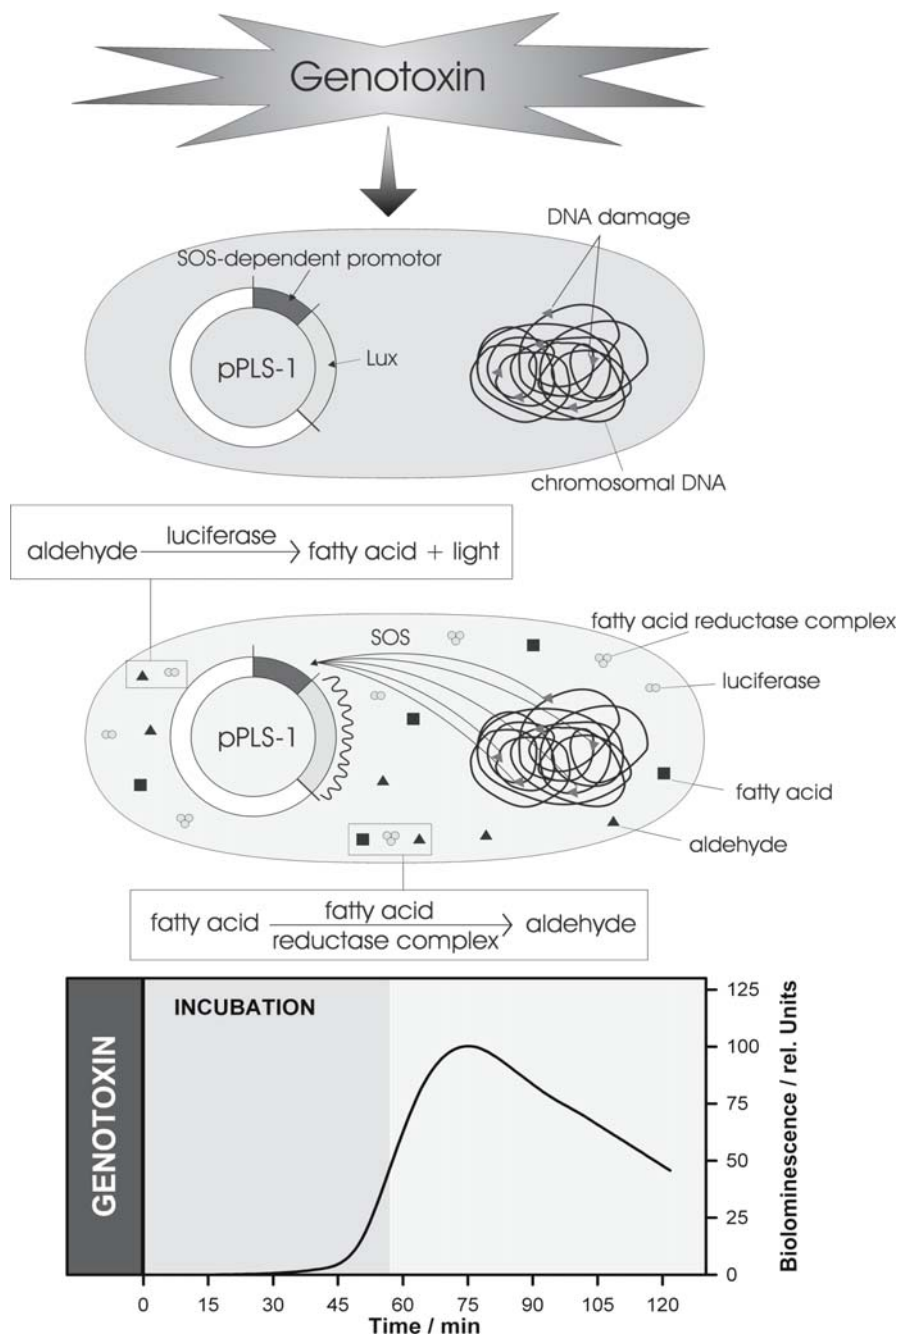 Genotoxin
DNA damage
SOS-dependent promotor
pPLS-1
Lux
chromosomal DNA
aldehyde luciferase fatty acid + light
SOS
fatty acid reductase complex
luciferase
pPLS-1
fatty acid
aldehyde
fatty acid fatty acid reductase complex aldehyde
GENOTOXIN
INCUBATION
125
100
75
50
25
0
Biolominescence / rel. Units
0 15 30 45 60 75 90 105 120
Time / min